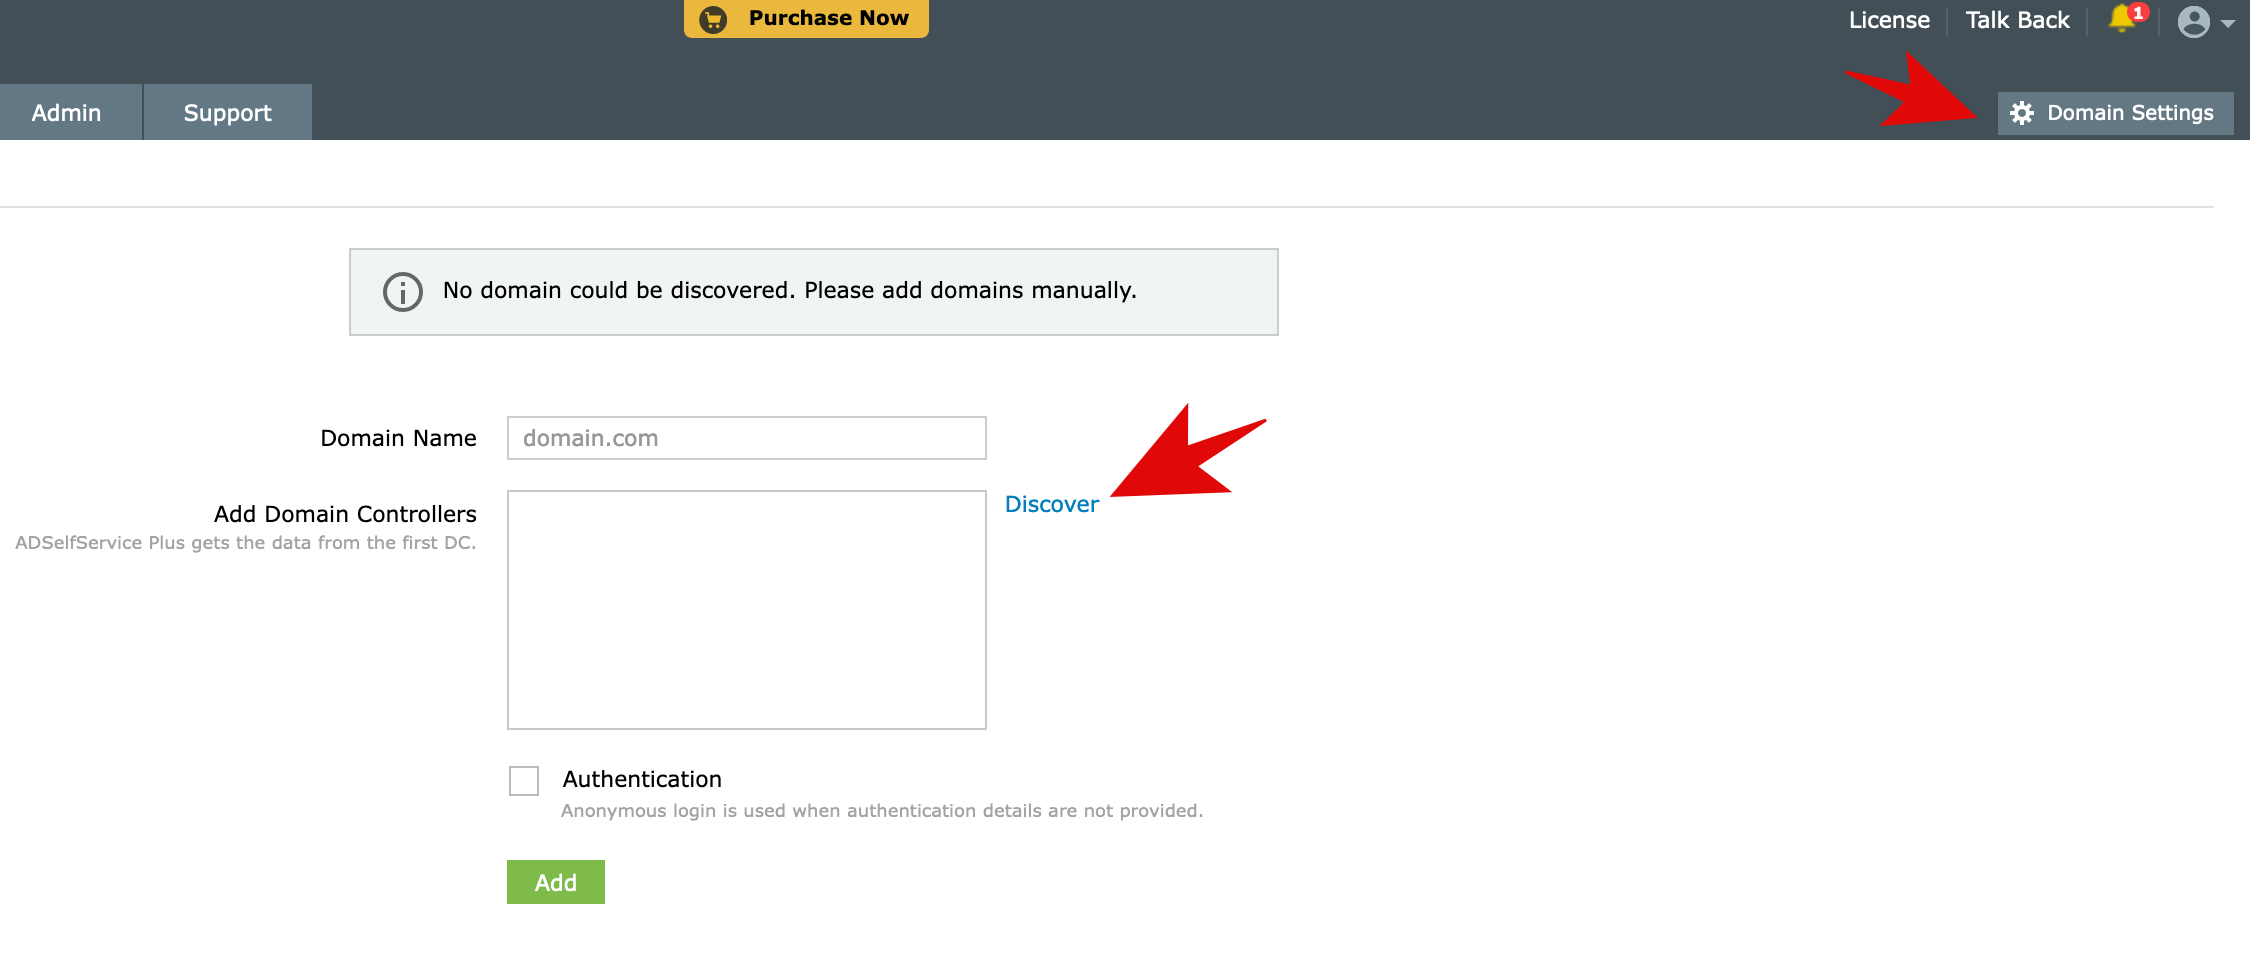 Purchase Now
License
Talk Back
1
Admin
Support
Domain Settings
No domain could be discovered. Please add domains manually.
Domain Name
domain.com
Add Domain Controllers
Discover
ADSelfService Plus gets the data from the first DC.
Authentication
Anonymous login is used when authentication details are not provided.
Add